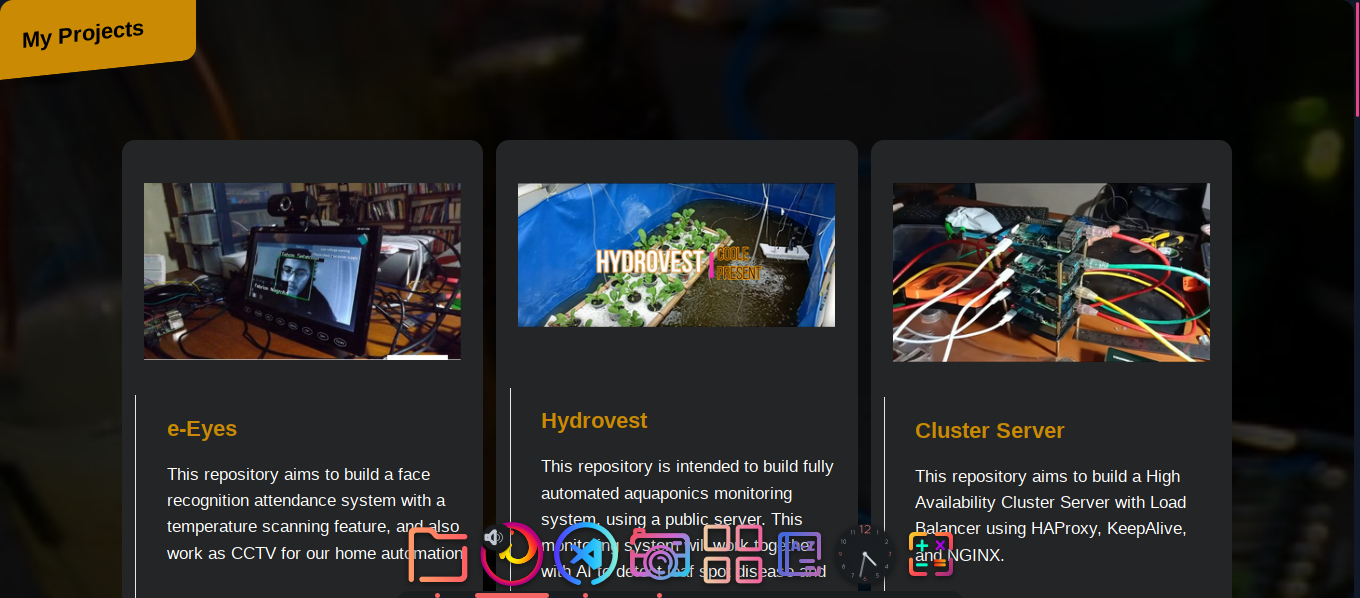 My Projects
HYDROVEST
COOLE
PRESENT
e-Eyes
This repository aims to build a face
recognition attendance system with a
temperature scanning feature, and also
work as CCTV for our home automation
Hydrovest
This repository is intended to build fully
automated aquaponics monitoring
system, using a public server. This
monitoring system will work together
with AI to detect leaf spot disease and
Cluster Server
This repository aims to build a High
Availability Cluster Server with Load
Balancer using HAProxy, KeepAlive,
and NGINX.
A Z
12